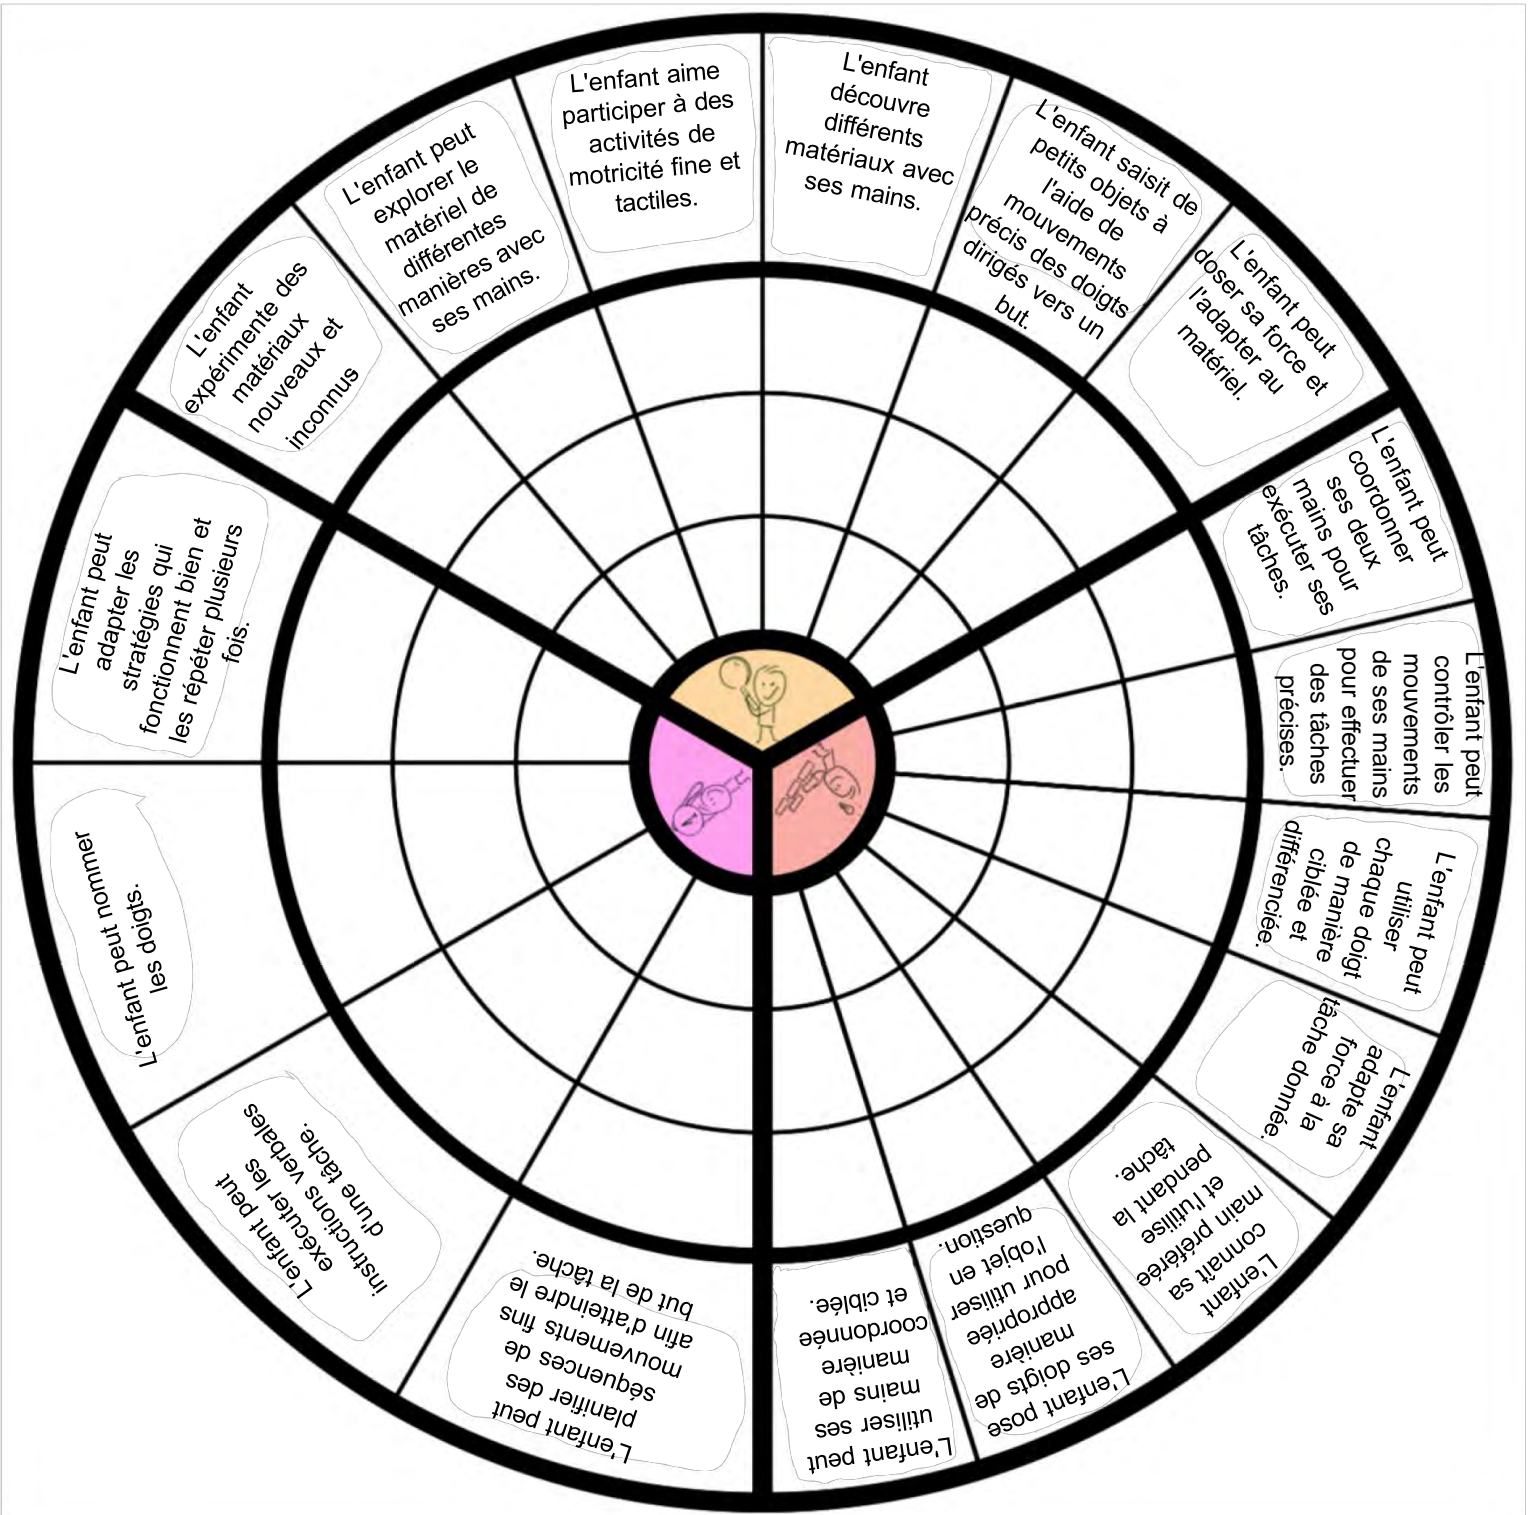 L'enfant aime
participer à des
activités de
motricité fine et
tactiles.
L'enfant
découvre
différents
matériaux avec
ses mains.
L'enfant saisit de
petits objets à
l'aide de
mouvements
précis des doigts
dirigés vers un
but.
L'enfant peut
doser sa force et
l'adapter au
matériel.
L'enfant peut
coordonner
ses deux
mains pour
exécuter ses
tâches.
L'enfant peut
contrôler les
mouvements
de ses mains
pour effectuer
des tâches
précises.
L'enfant peut
utiliser
chaque doigt
de manière
ciblée et
différenciée.
L'enfant
adapte sa
force à la
tâche donnée.
L'enfant
connaît sa
main préférée
et l'utilise
pendant la
tâche.
L'enfant pose
ses doigts de
manière
appropriée
pour utiliser
l'objet en
question.
L'enfant peut
utiliser ses
mains de
manière
coordonnée
et ciblée.
L'enfant peut
planifier des
séquences de
mouvements fins
afin d'atteindre le
but de la tâche.
L'enfant peut
exécuter les
instructions verbales
d'une tâche.
L'enfant peut nommer
les doigts.
L'enfant peut
adapter les
stratégies qui
fonctionnent bien et
les répéter plusieurs
fois.
L'enfant
expérimente des
matériaux
nouveaux et
inconnus
L'enfant peut
explorer le
matériel de
différentes
manières avec
ses mains.